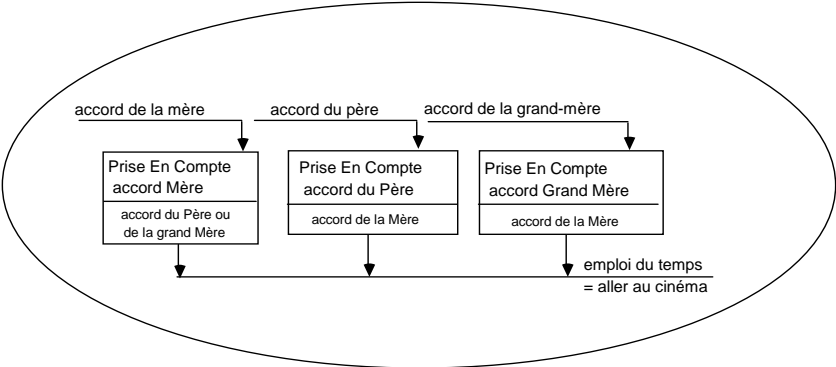 accord de la mère
accord du père
accord de la grand-mère
Prise En Compte
accord Mère
accord du Père ou
de la grand Mère
Prise En Compte
accord du Père
accord de la Mère
Prise En Compte
accord Grand Mère
accord de la Mère
emploi du temps
= aller au cinéma